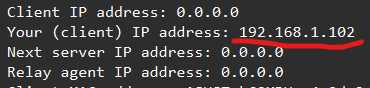 Client IP address: 0.0.0.0
Your (client) IP address: 192.168.1.102
Next server IP address: 0.0.0.0
Relay agent IP address: 0.0.0.0